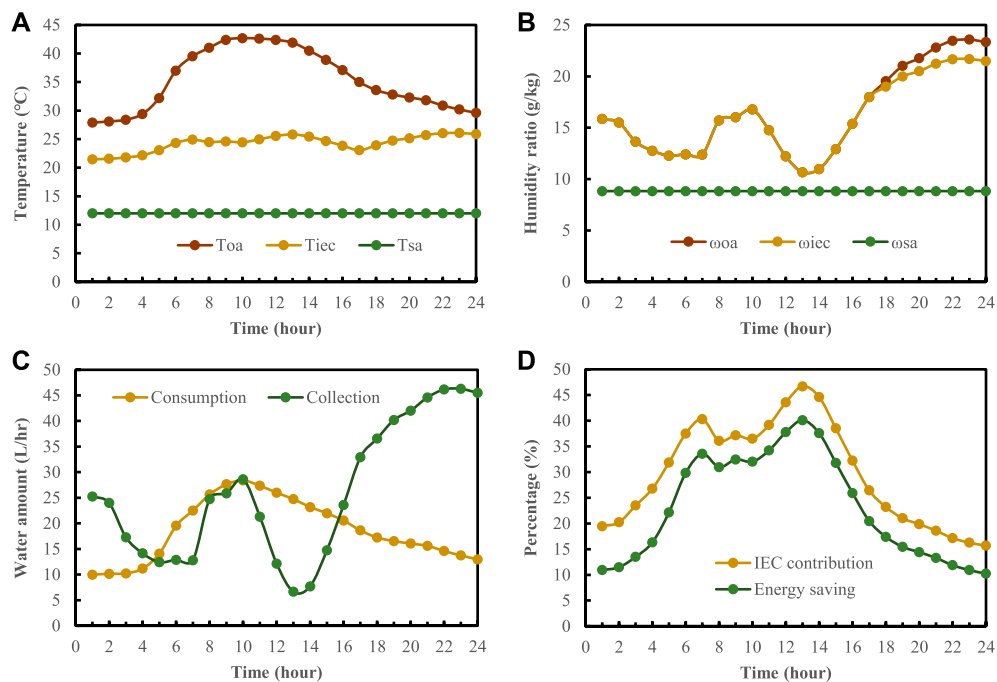 A
Temperature (℃)
45
40
35
30
25
20
15
10
5
0
Toa Tiec Tsa
0 2 4 6 8 10 12 14 16 18 20 22 24
Time (hour)
B
Humidity ratio (g/kg)
25
20
15
10
5
0
ωoa ωiec ωsa
0 2 4 6 8 10 12 14 16 18 20 22 24
Time (hour)
C
Water amount (L/hr)
50
45
40
35
30
25
20
15
10
5
0
Consumption Collection
0 2 4 6 8 10 12 14 16 18 20 22 24
Time (hour)
D
Percentage (%)
50
45
40
35
30
25
20
15
10
5
0
IEC contribution
Energy saving
0 2 4 6 8 10 12 14 16 18 20 22 24
Time (hour)